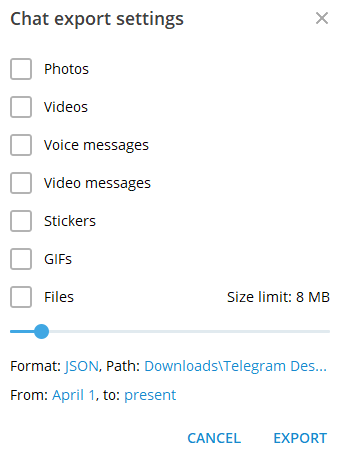 Chat export settings
Photos
Videos
Voice messages
Video messages
Stickers
GIFs
Files Size limit: 8 MB
Format: JSON, Path: Downloads\Telegram Des...
From: April 1, to: present
CANCEL EXPORT